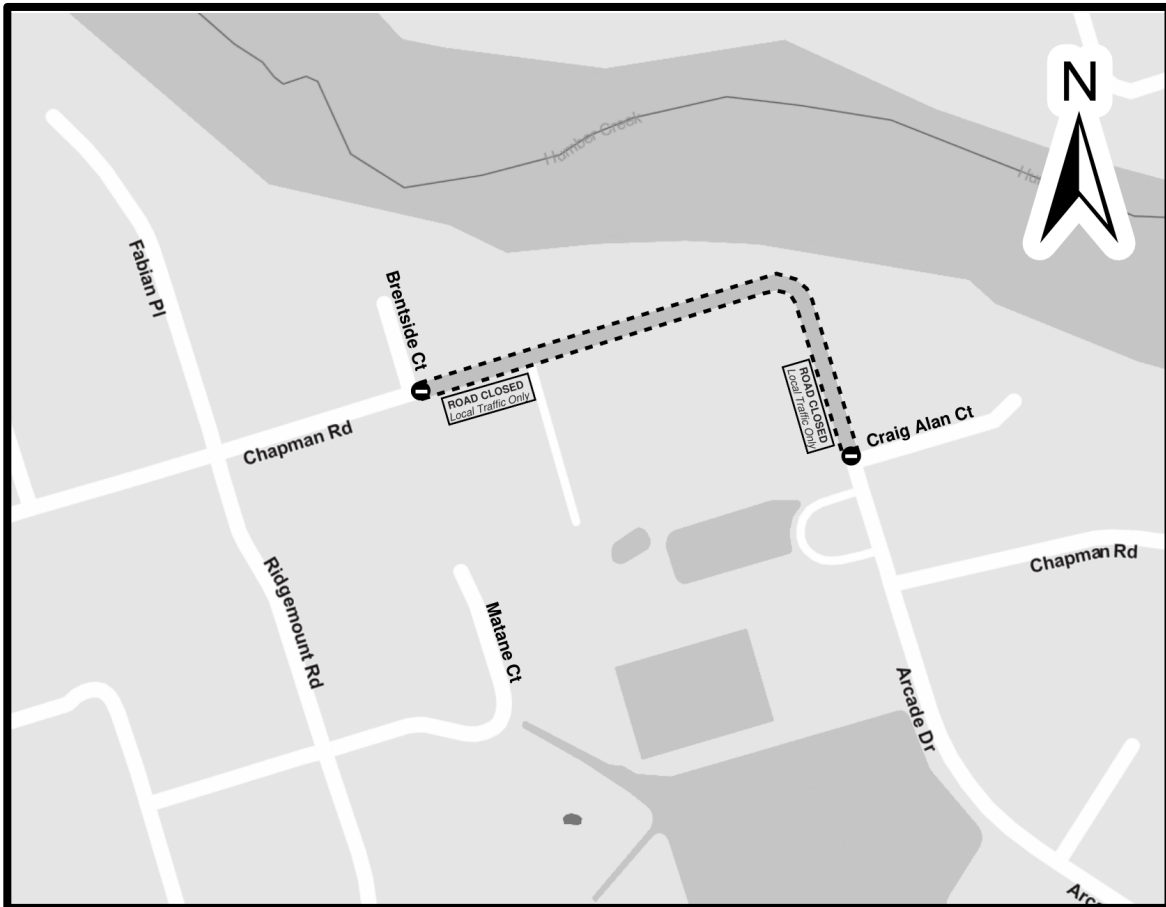 N
Humber Creek
Fabian Pl
Brentside Ct
ROAD CLOSED
Local Traffic Only
ROAD CLOSED
Local Traffic Only
Craig Alan Ct
Chapman Rd
Chapman Rd
Ridgemount Rd
Matane Ct
Arcade Dr